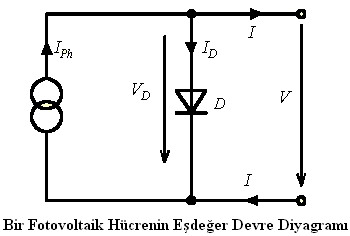 I
I_Ph
I_D
V_D
D
V
I
Bir Fotovoltaik Hücrenin Eşdeğer Devre Diyagramı